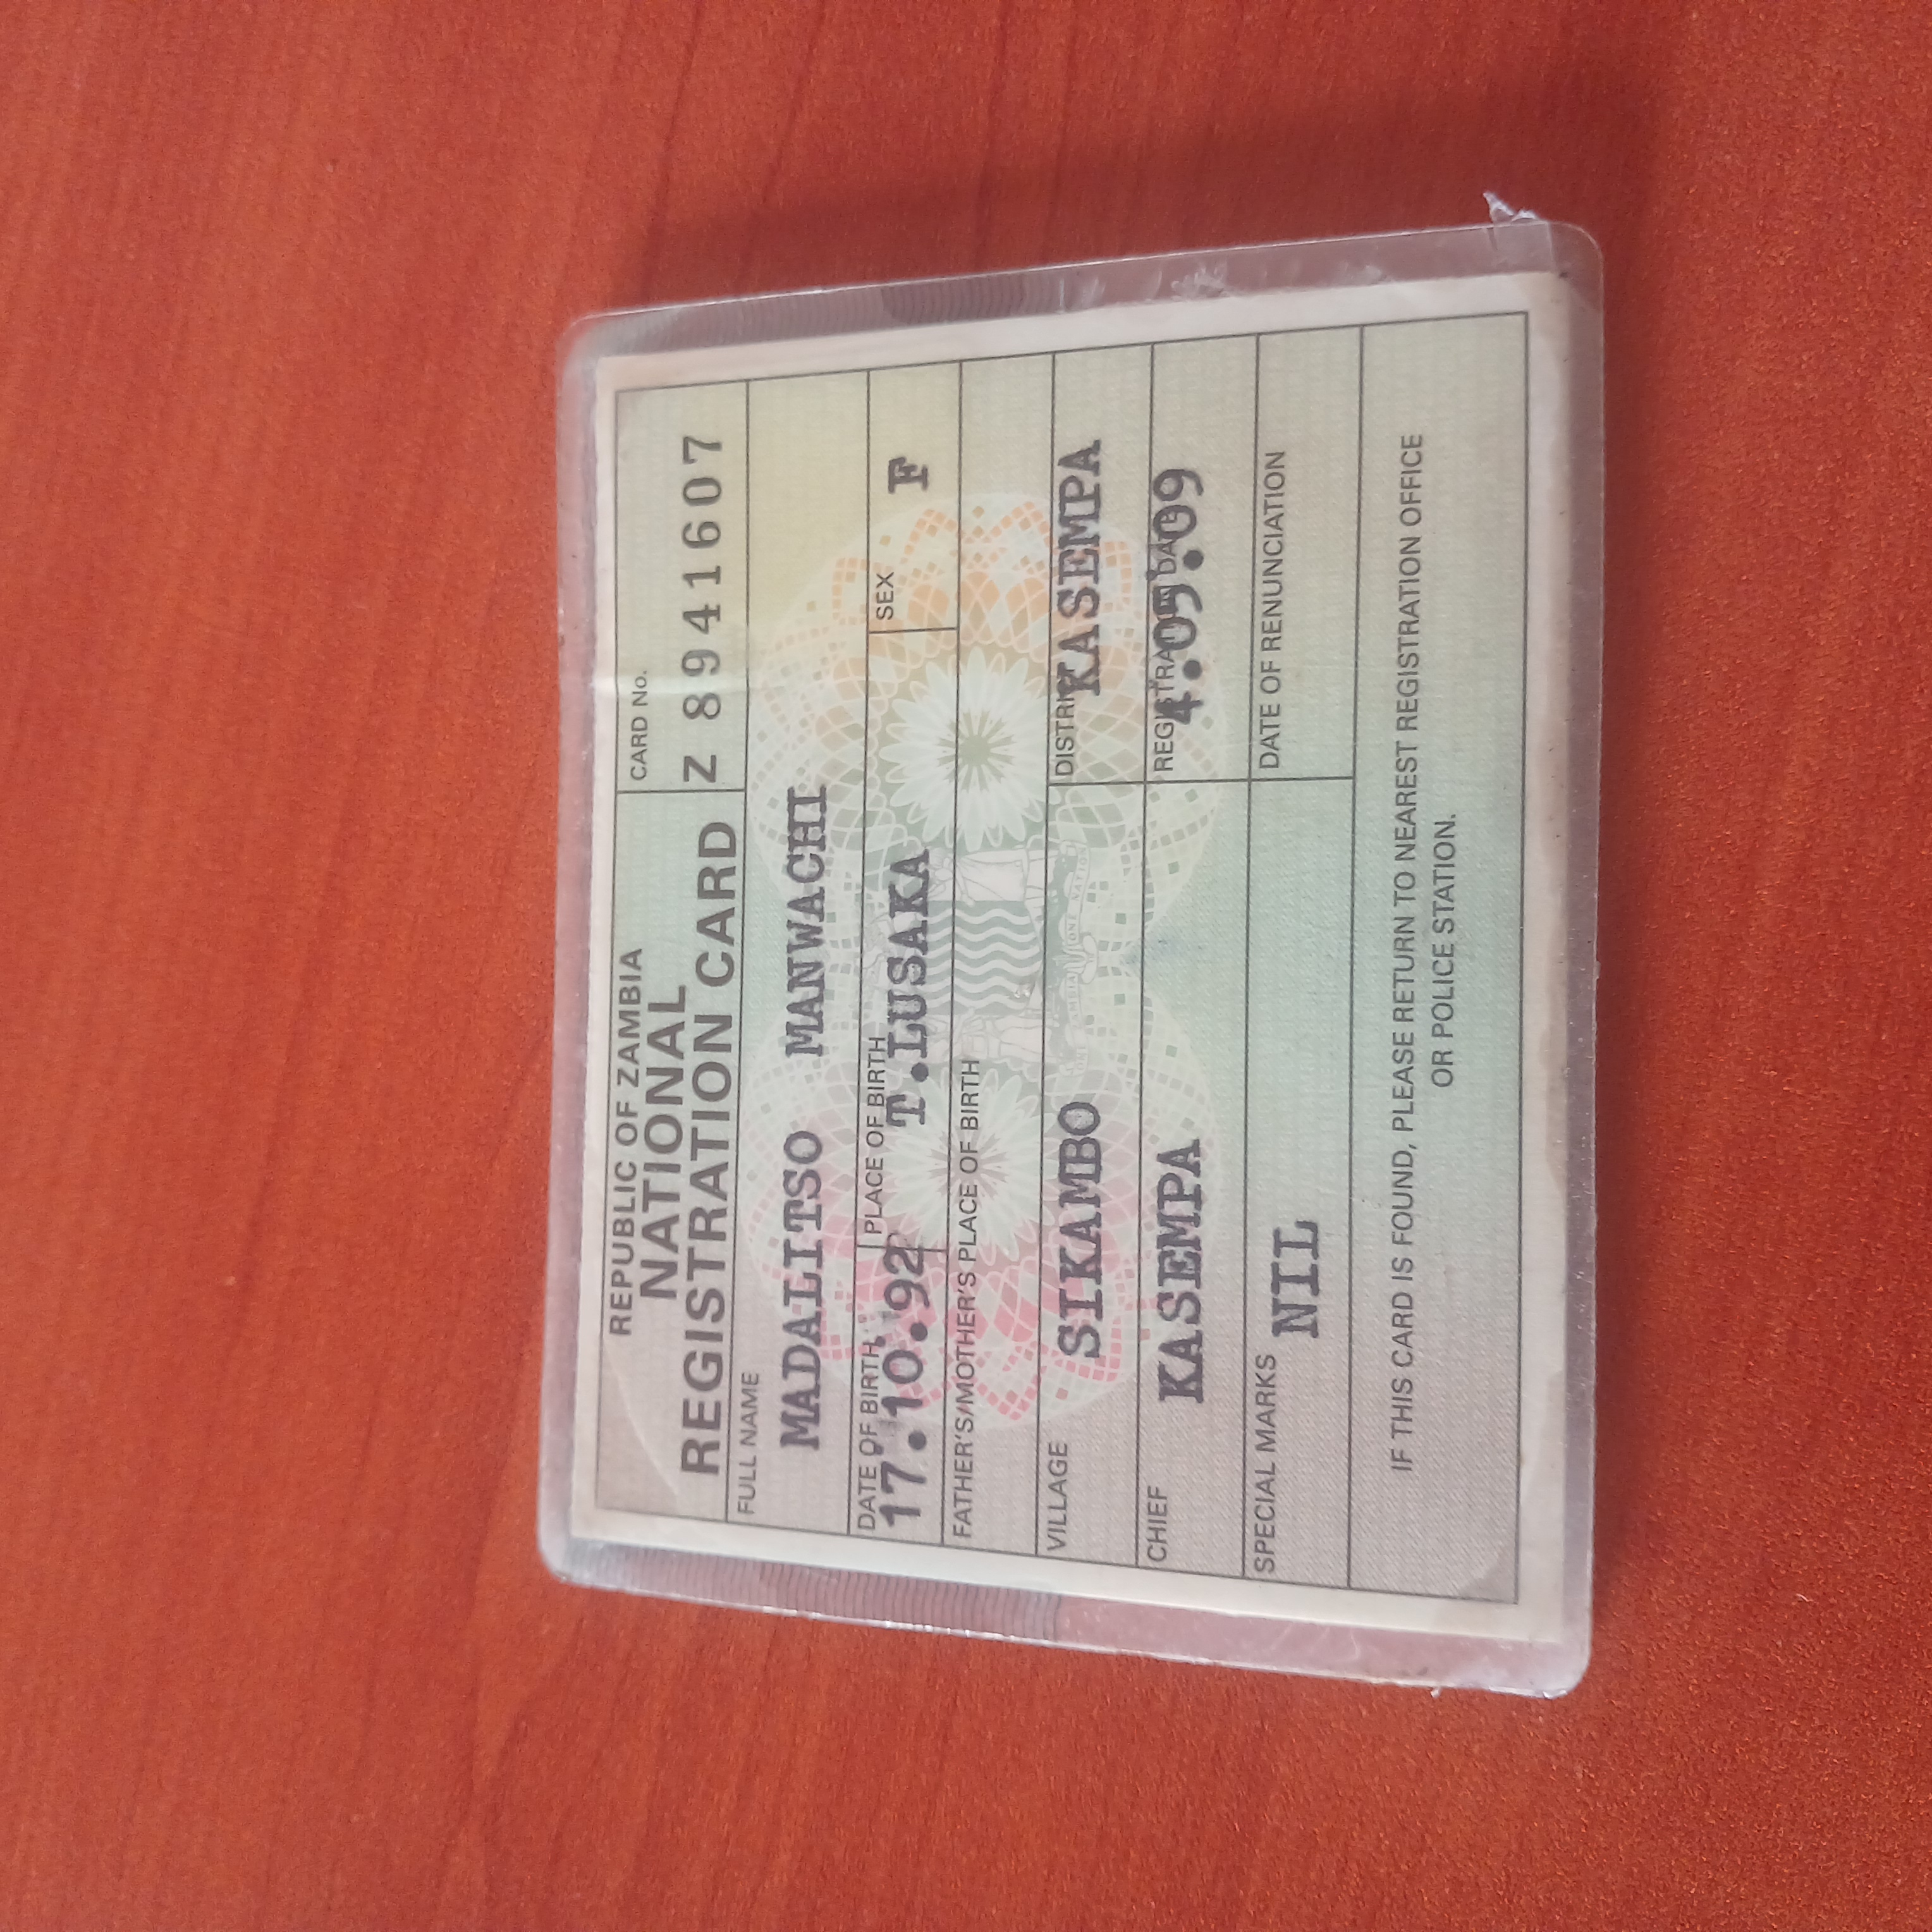 REPUBLIC OF ZAMBIA
NATIONAL
REGISTRATION CARD
CARD No.
Z 8941607
FULL NAME
MADALITSO MANWACHI
DATE OF BIRTH PLACE OF BIRTH SEX
17.10.92 T.LUSAKA F
FATHER'S/MOTHER'S PLACE OF BIRTH
VILLAGE
SIKAMBO
KASEMPA
CHIEF
KASEMPA
4.05.09
SPECIAL MARKS DATE OF RENUNCIATION
NIL
IF THIS CARD IS FOUND, PLEASE RETURN TO NEAREST REGISTRATION OFFICE
OR POLICE STATION.